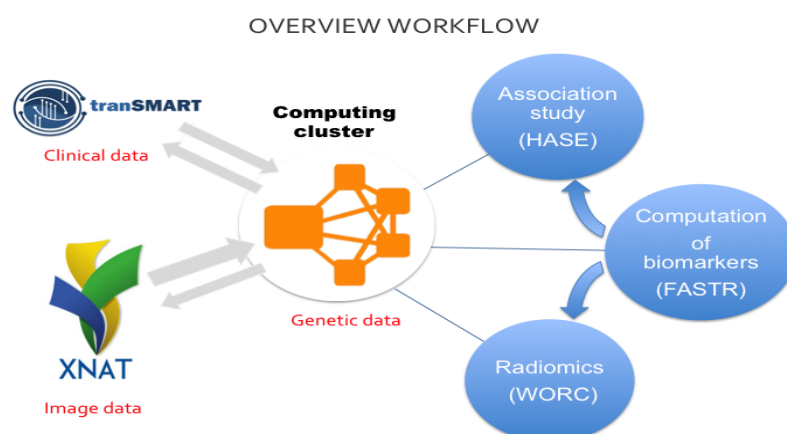 OVERVIEW WORKFLOW
tranSMART
Clinical data
Computing
cluster
Genetic data
XNAT
Image data
Association
study
(HASE)
Computation
of
biomarkers
(FASTR)
Radiomics
(WORC)